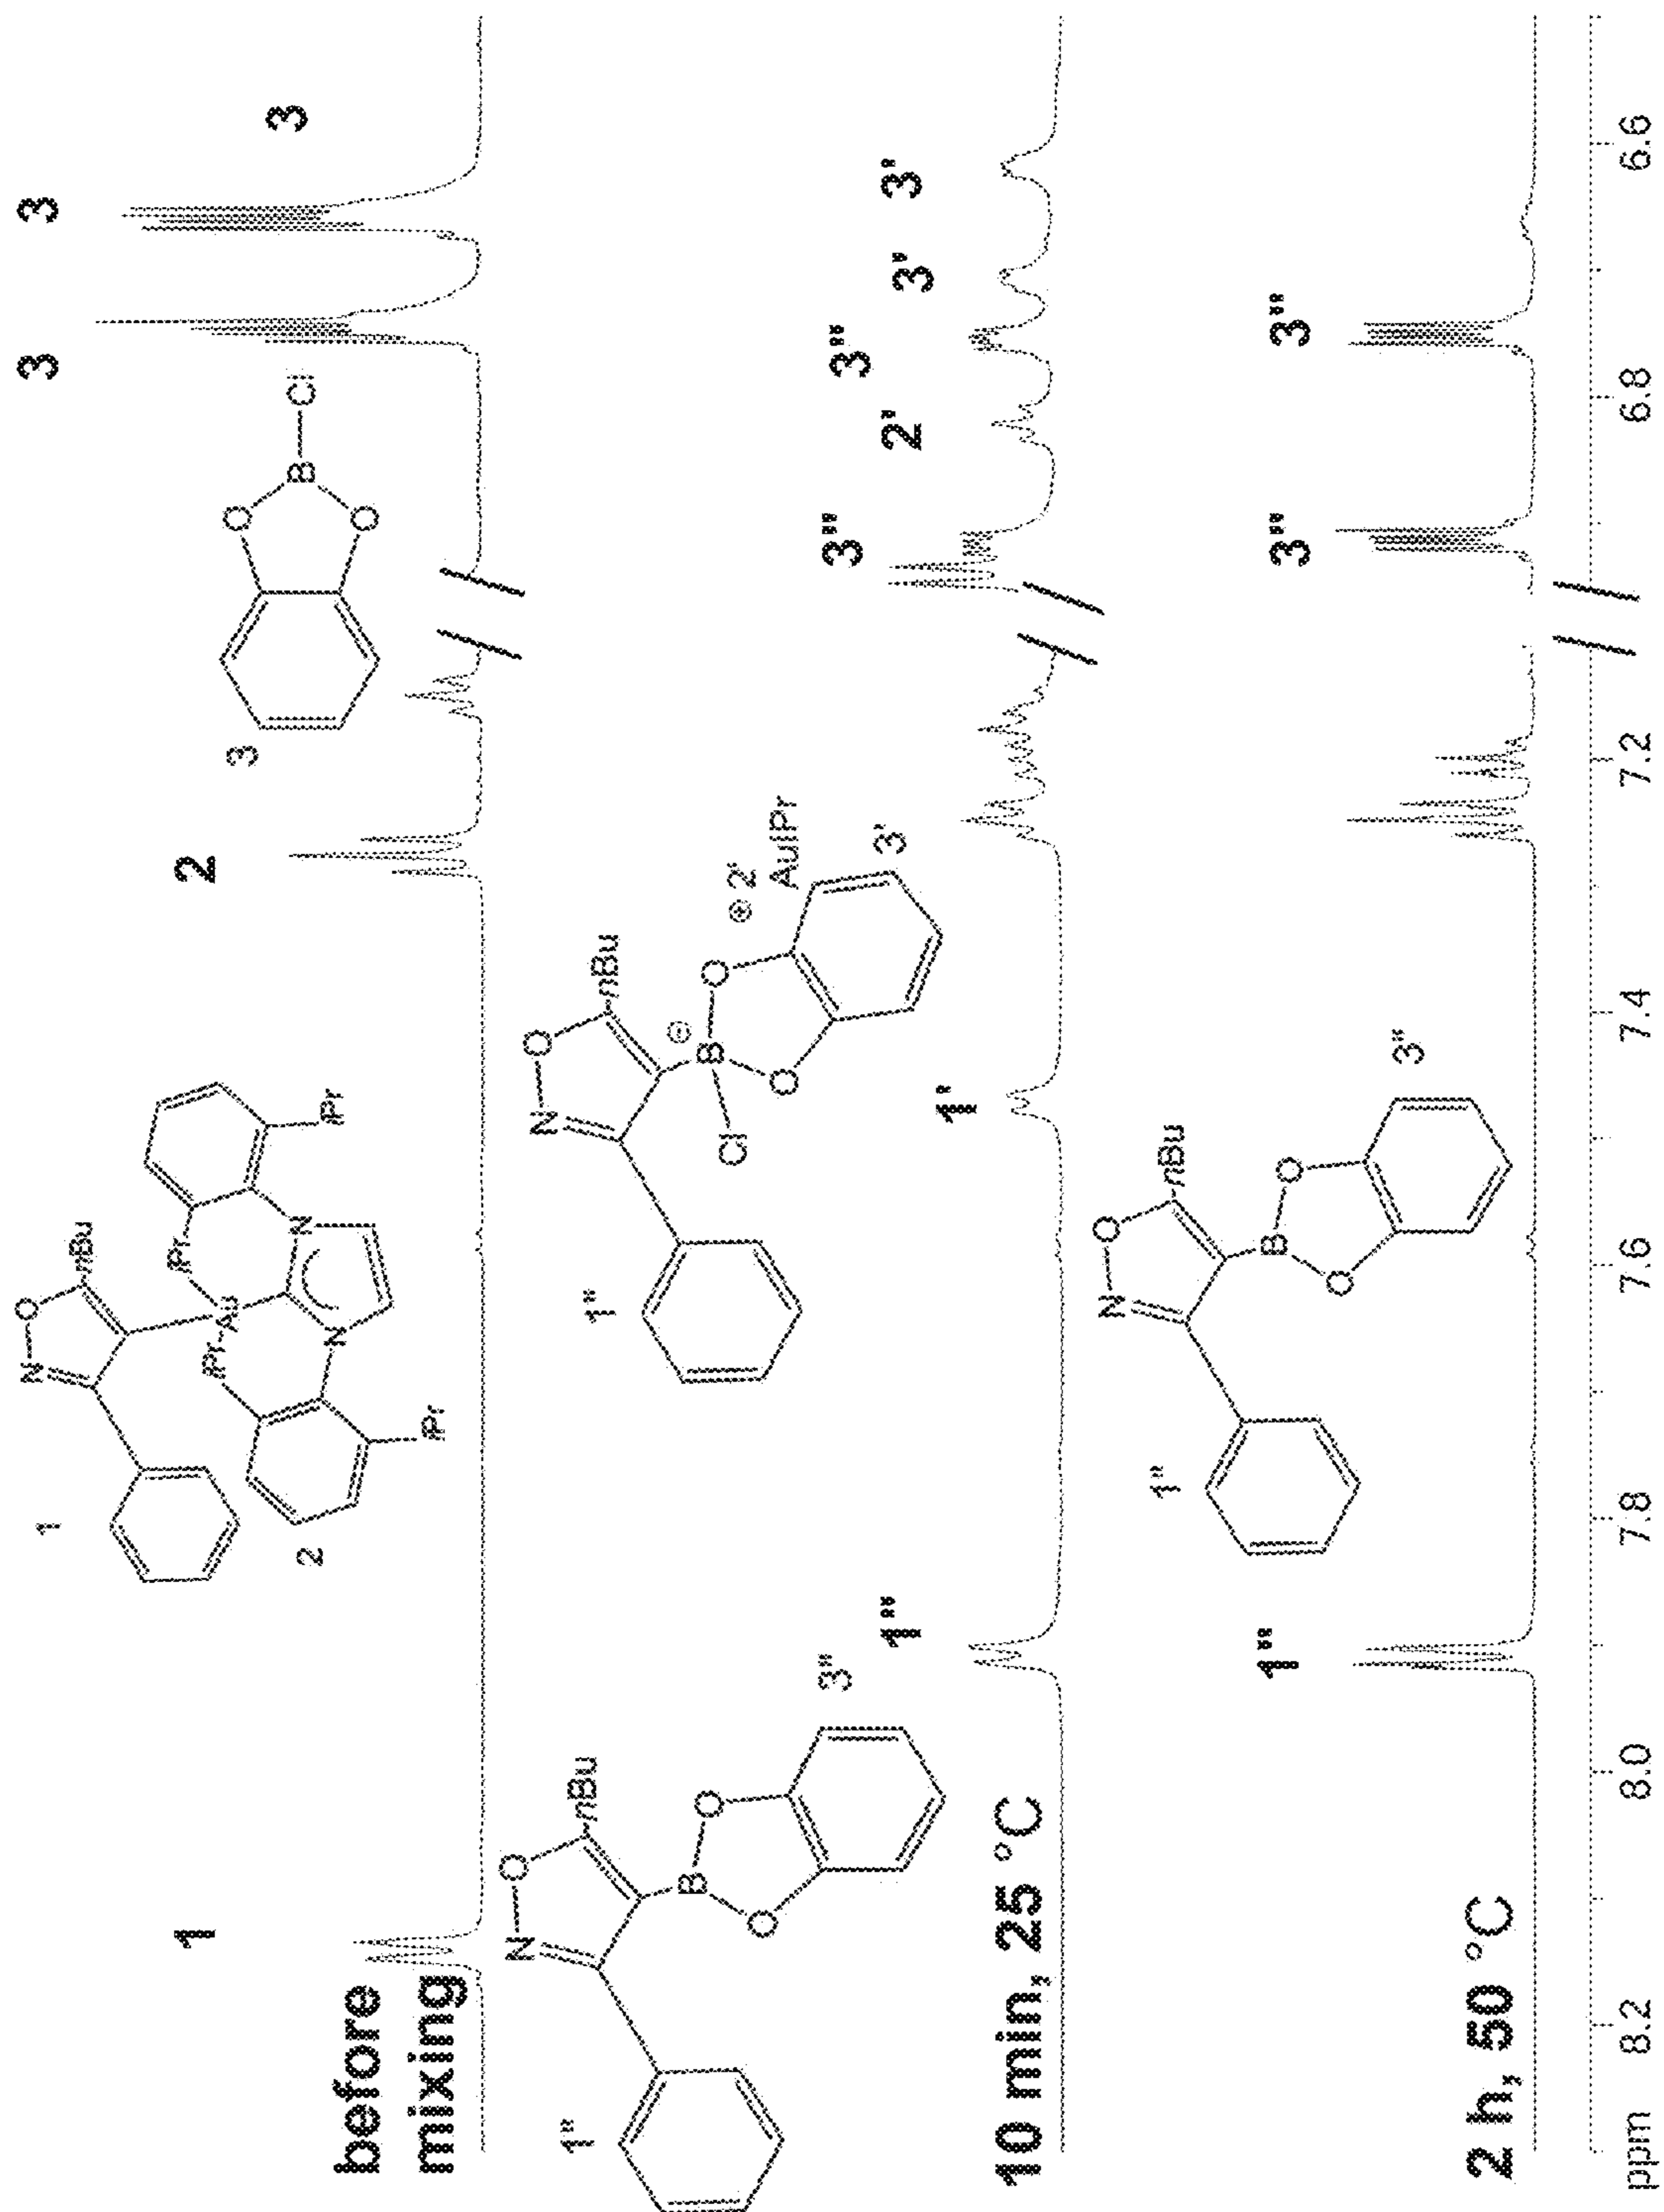 before
mixing
1
2
3
3
3
1
N
O
nBu
iPr
iPr
Au
iPr
iPr
N
N
2
3
O
O
B
Cl
10 min, 25 °C
1"
N
O
nBu
B
O
O
3"
1"
N
O
nBu
Cl
B
⊖
O
O
⊕
2'
AuIPr
3'
1"
1'
3"
2'
3"
3'
3'
2 h, 50 °C
1"
N
O
nBu
B
O
O
3"
1"
3"
3"
ppm 8.2 8.0 7.8 7.6 7.4 7.2 6.8 6.6